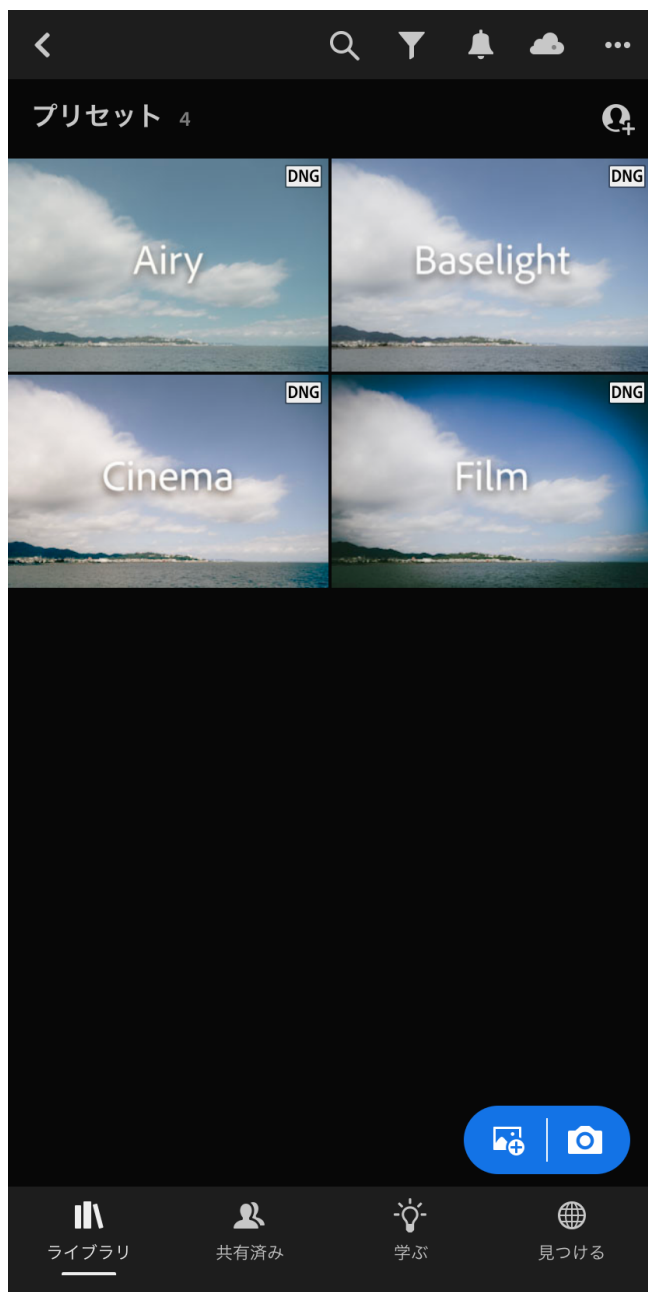 プリセット 4
DNG
DNG
Airy
Baselight
DNG
DNG
Cinema
Film
ライブラリ
共有済み
学ぶ
見つける